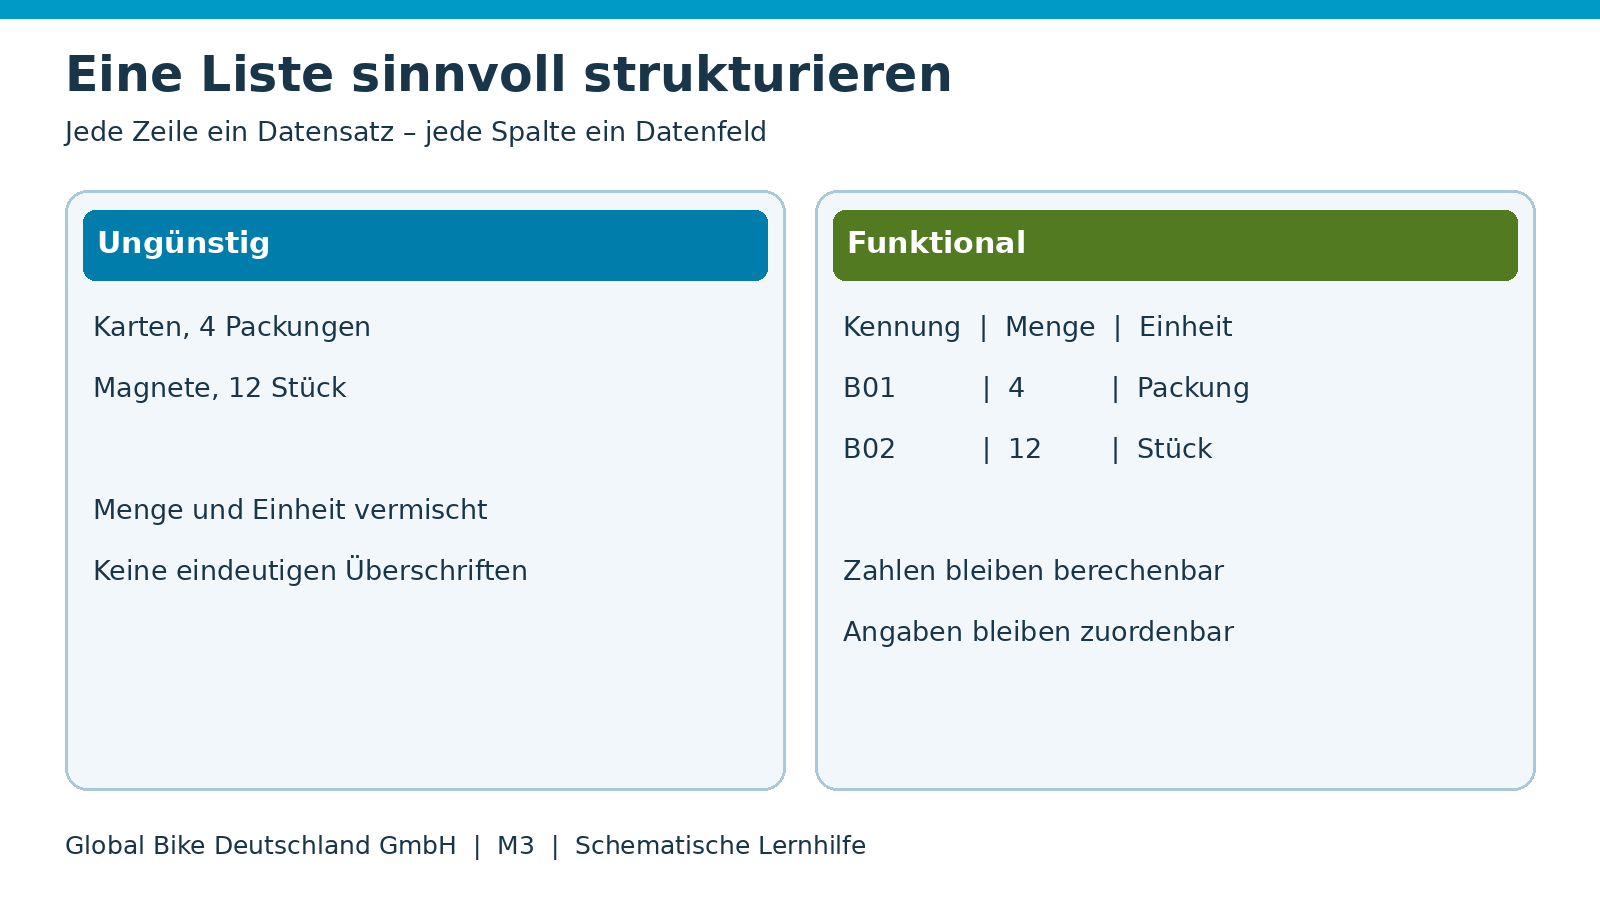 Eine Liste sinnvoll strukturieren
Jede Zeile ein Datensatz – jede Spalte ein Datenfeld
Ungünstig
Karten, 4 Packungen
Magnete, 12 Stück
Menge und Einheit vermischt
Keine eindeutigen Überschriften
Funktional
Kennung | Menge | Einheit
B01 | 4 | Packung
B02 | 12 | Stück
Zahlen bleiben berechenbar
Angaben bleiben zuordenbar
Global Bike Deutschland GmbH | M3 | Schematische Lernhilfe